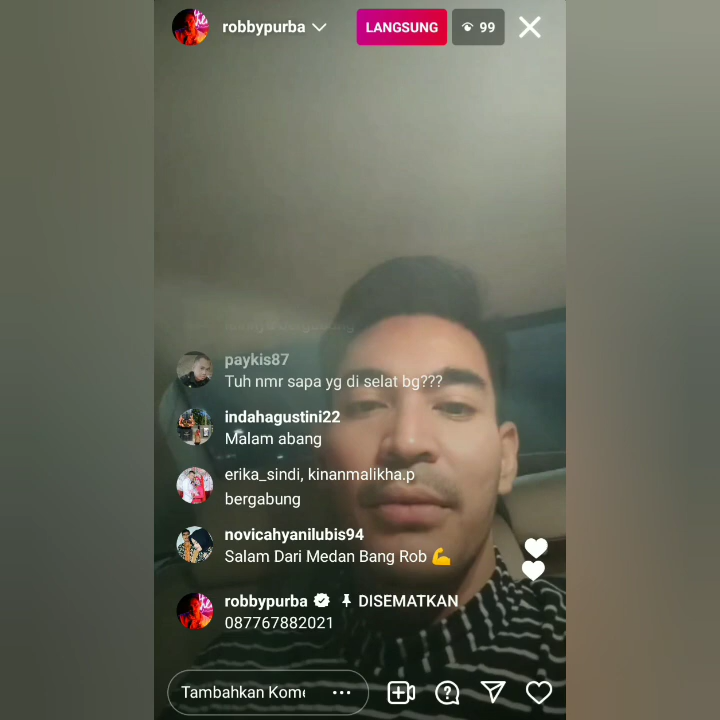 robbypurba
LANGSUNG
99
paykis87
Tuh nmr sapa yg di selat bg???
indahagustini22
Malam abang
erika_sindi, kinanmalikha.p
bergabung
novicahyanilubis94
Salam Dari Medan Bang Rob 💪
robbypurba DISEMATKAN
087767882021
Tambahkan Kome